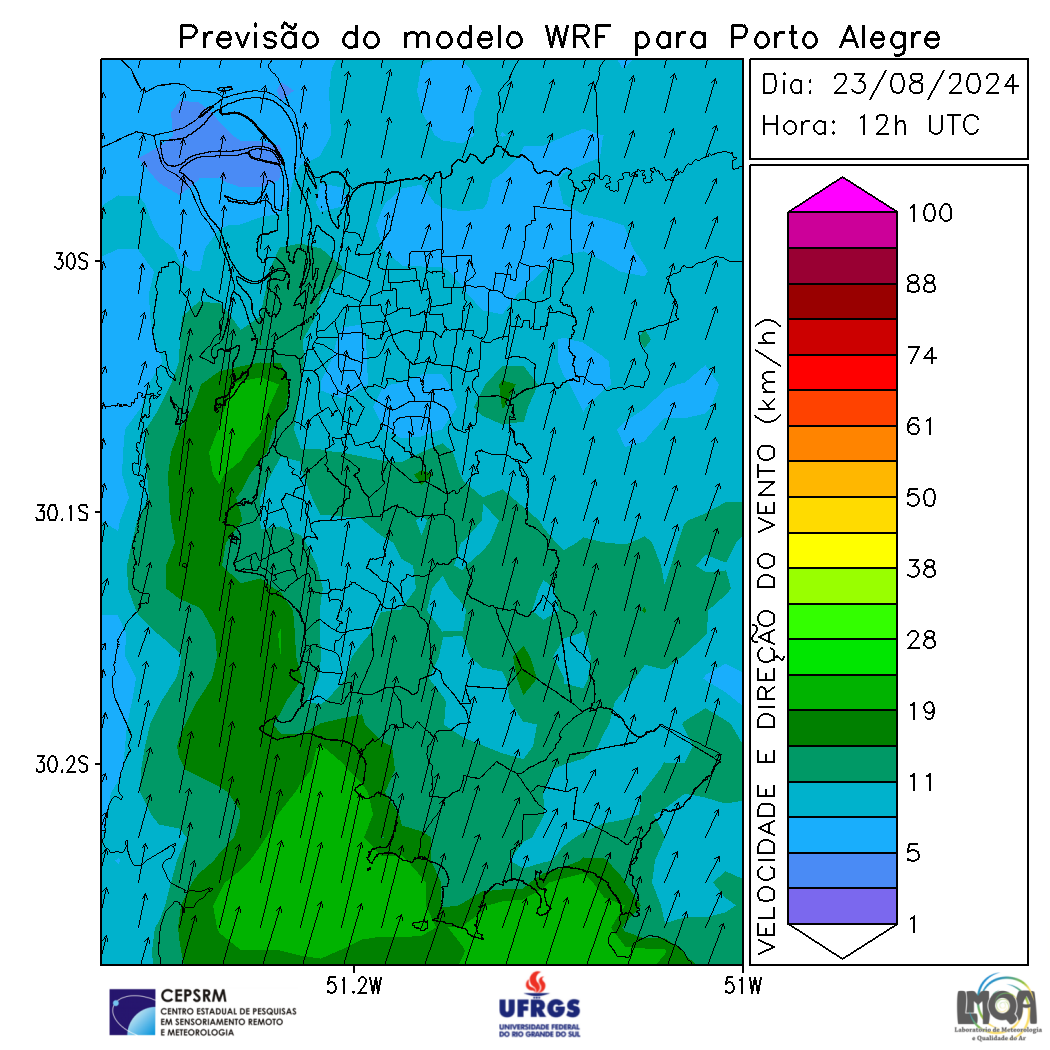 Previsão do modelo WRF para Porto Alegre
Dia: 23/08/2024
Hora: 12h UTC
30S
30.1S
30.2S
51.2W
51W
VELOCIDADE E DIREÇÃO DO VENTO (km/h)
100
88
74
61
50
38
28
19
11
5
1
CEPSRM
CENTRO ESTADUAL DE PESQUISAS
EM SENSORIAMENTO REMOTO
E METEOROLOGIA
UFRGS
UNIVERSIDADE FEDERAL
DO RIO GRANDE DO SUL
LMQA
Laboratório de Meteorologia
e Qualidade do Ar